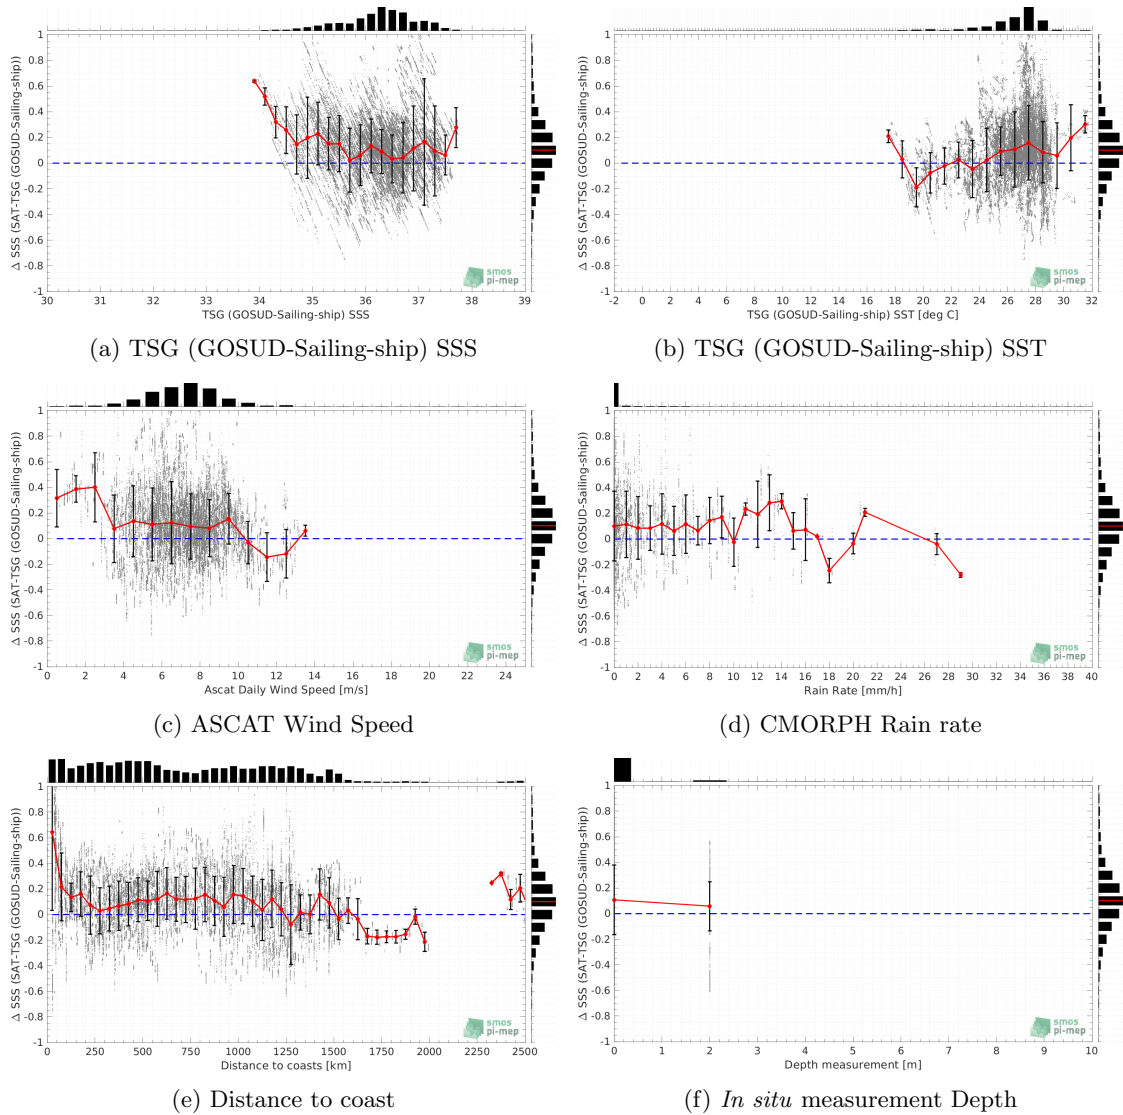 1
0.8
0.6
0.4
0.2
0
-0.2
-0.4
-0.6
-0.8
-1
Δ SSS (SAT-TSG (GOSUD-Sailing-ship))
30 31 32 33 34 35 36 37 38 39
TSG (GOSUD-Sailing-ship) SSS
smos
pi-mep
(a) TSG (GOSUD-Sailing-ship) SSS
1
0.8
0.6
0.4
0.2
0
-0.2
-0.4
-0.6
-0.8
-1
Δ SSS (SAT-TSG (GOSUD-Sailing-ship))
-2 0 2 4 6 8 10 12 14 16 18 20 22 24 26 28 30 32
TSG (GOSUD-Sailing-ship) SST [deg C]
smos
pi-mep
(b) TSG (GOSUD-Sailing-ship) SST
1
0.8
0.6
0.4
0.2
0
-0.2
-0.4
-0.6
-0.8
-1
Δ SSS (SAT-TSG (GOSUD-Sailing-ship))
0 2 4 6 8 10 12 14 16 18 20 22 24
Ascat Daily Wind Speed [m/s]
smos
pi-mep
(c) ASCAT Wind Speed
1
0.8
0.6
0.4
0.2
0
-0.2
-0.4
-0.6
-0.8
-1
Δ SSS (SAT-TSG (GOSUD-Sailing-ship))
0 2 4 6 8 10 12 14 16 18 20 22 24 26 28 30 32 34 36 38 40
Rain Rate [mm/h]
smos
pi-mep
(d) CMORPH Rain rate
1
0.8
0.6
0.4
0.2
0
-0.2
-0.4
-0.6
-0.8
-1
Δ SSS (SAT-TSG (GOSUD-Sailing-ship))
0 250 500 750 1000 1250 1500 1750 2000 2250 2500
Distance to coasts [km]
smos
pi-mep
(e) Distance to coast
1
0.8
0.6
0.4
0.2
0
-0.2
-0.4
-0.6
-0.8
-1
Δ SSS (SAT-TSG (GOSUD-Sailing-ship))
0 1 2 3 4 5 6 7 8 9 10
Depth measurement [m]
smos
pi-mep
(f) In situ measurement Depth